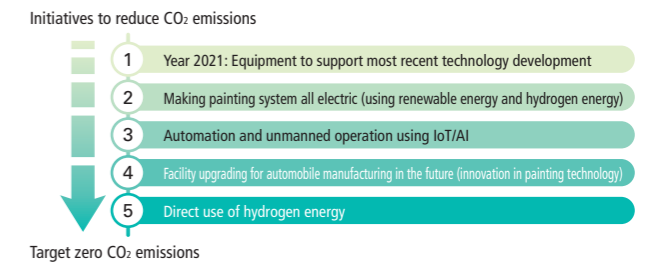 Initiatives to reduce CO₂ emissions
1 Year 2021: Equipment to support most recent technology development
2 Making painting system all electric (using renewable energy and hydrogen energy)
3 Automation and unmanned operation using IoT/AI
4 Facility upgrading for automobile manufacturing in the future (innovation in painting technology)
5 Direct use of hydrogen energy
Target zero CO₂ emissions